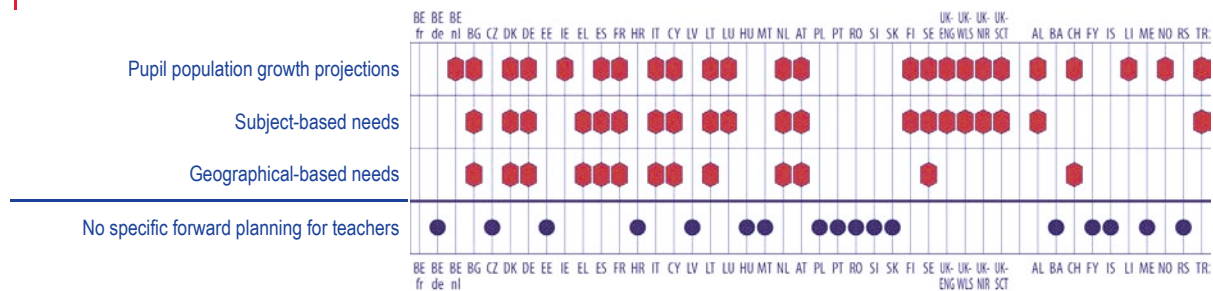 BE BE BE UK- UK- UK- UK-
fr de nl BG CZ DK DE EE IE EL ES FR HR IT CY LV LT LU HU MT NL AT PL PT RO SI SK FI SE ENG WLS NIR SCT AL BA CH FY IS LI ME NO RS TR
Pupil population growth projections
Subject-based needs
Geographical-based needs
No specific forward planning for teachers
BE BE BE BG CZ DK DE EE IE EL ES FR HR IT CY LV LT LU HU MT NL AT PL PT RO SI SK FI SE UK- UK- UK- UK- AL BA CH FY IS LI ME NO RS TR
fr de nl ENG WLS NIR SCT